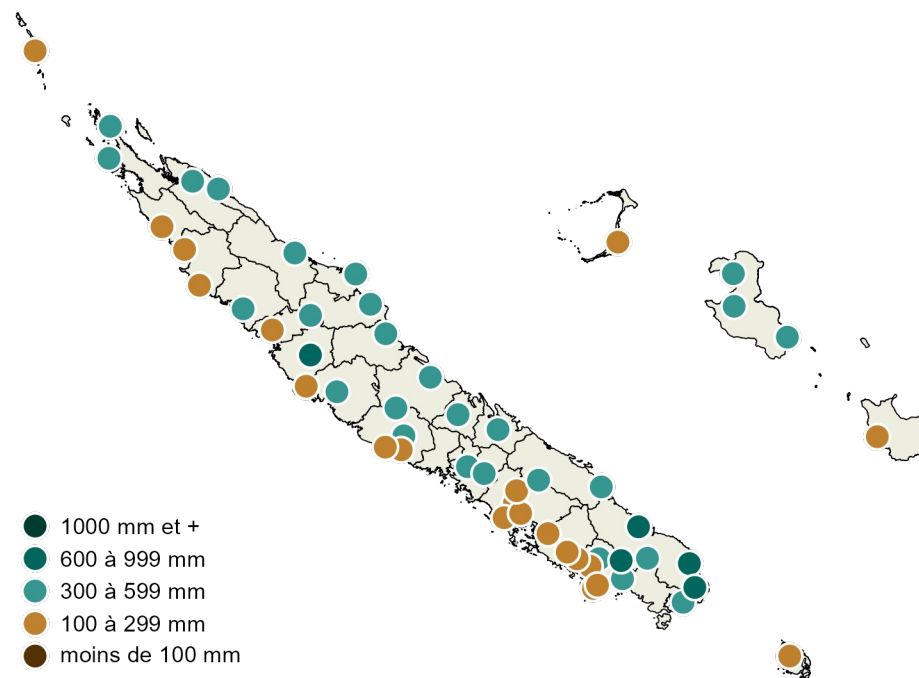 1000 mm et +
600 à 999 mm
300 à 599 mm
100 à 299 mm
moins de 100 mm